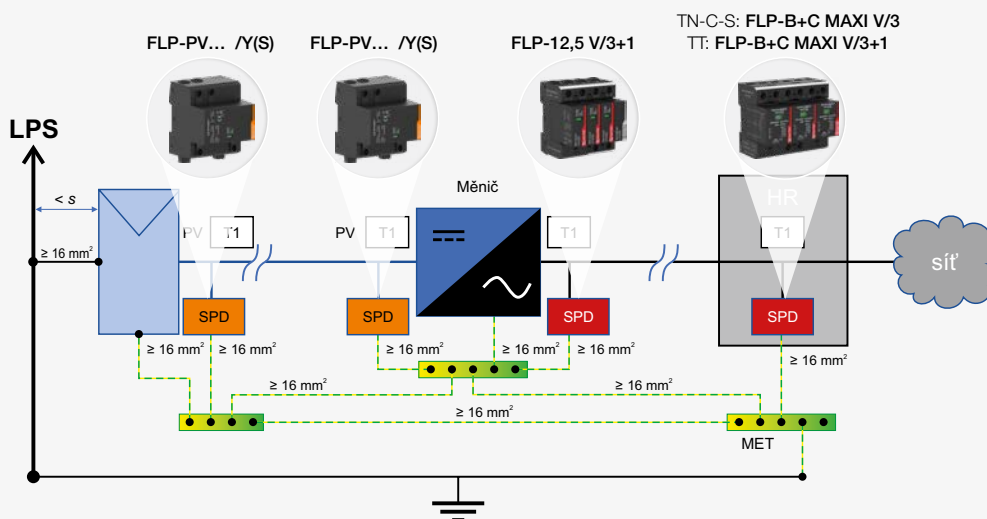 TN-C-S: FLP-B+C MAXI V/3
TT: FLP-B+C MAXI V/3+1
FLP-PV... /Y(S)
FLP-PV... /Y(S)
FLP-12,5 V/3+1
LPS
Měnič
HR
< s
PV T1
PV T1
T1
T1
≥ 16 mm²
síť
SPD
SPD
SPD
SPD
≥ 16 mm²
≥ 16 mm²
≥ 16 mm²
≥ 16 mm²
≥ 16 mm²
≥ 16 mm²
≥ 16 mm²
≥ 16 mm²
≥ 16 mm²
MET